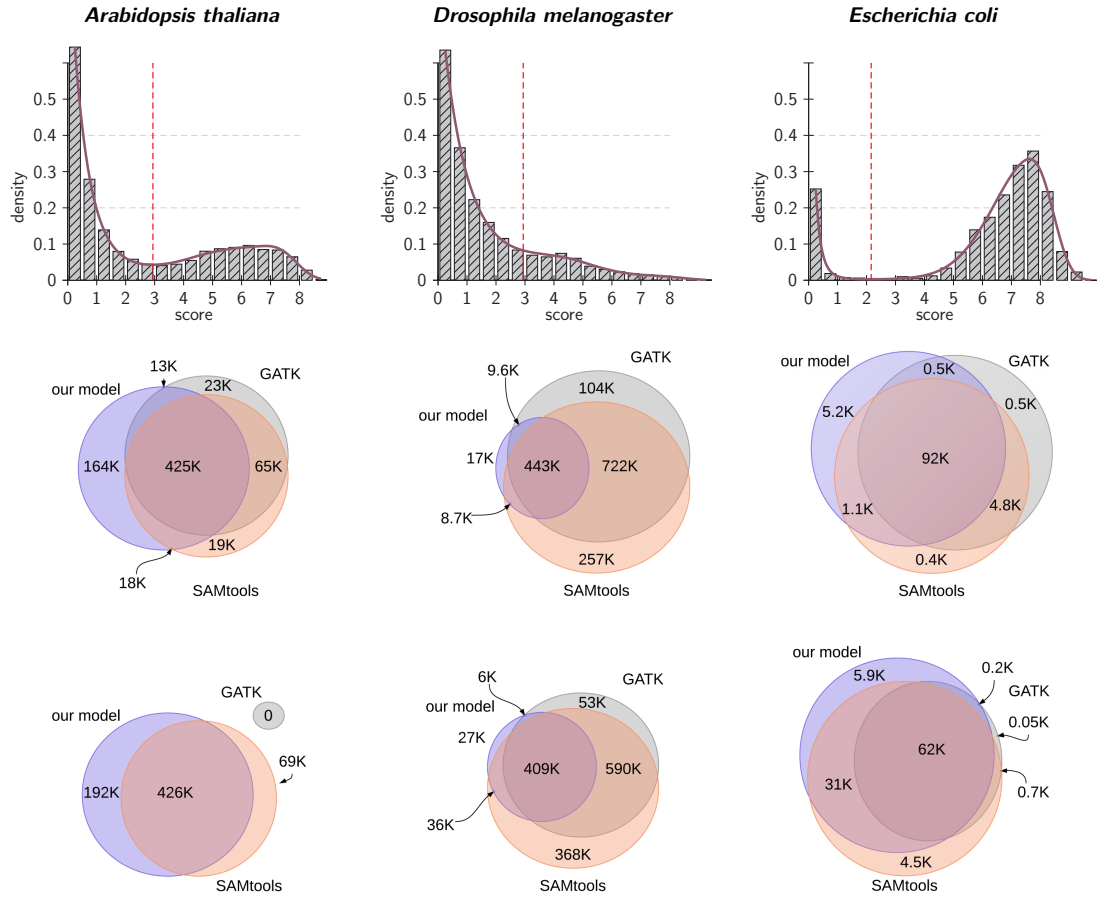 Arabidopsis thaliana
Drosophila melanogaster
Escherichia coli
density
0.5
0.4
0.3
0.2
0.1
0
0 1 2 3 4 5 6 7 8
score
density
0.5
0.4
0.3
0.2
0.1
0
0 1 2 3 4 5 6 7 8
score
density
0.5
0.4
0.3
0.2
0.1
0
0 1 2 3 4 5 6 7 8
score
13K
GATK
our model
23K
164K
425K
65K
19K
18K
SAMtools
GATK
9.6K
104K
our model
17K
443K
722K
8.7K
257K
SAMtools
our model
GATK
0.5K
0.5K
5.2K
92K
1.1K
4.8K
0.4K
SAMtools
GATK
our model
0
69K
192K
426K
SAMtools
6K
GATK
our model
53K
27K
409K
590K
36K
368K
SAMtools
our model
5.9K
0.2K
GATK
0.05K
62K
31K
0.7K
4.5K
SAMtools